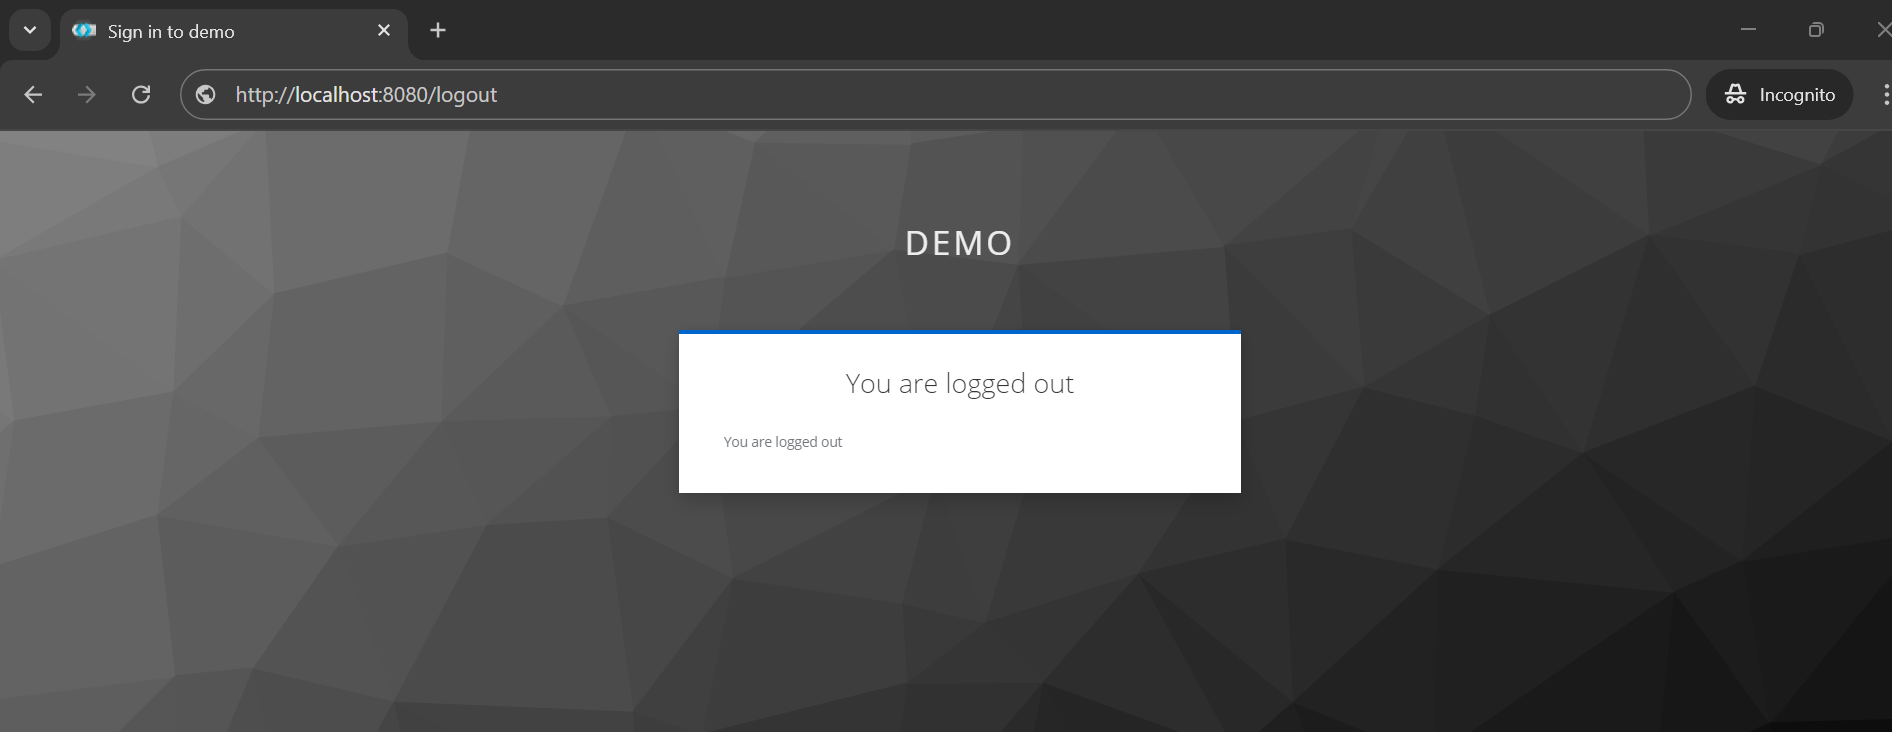 Sign in to demo
http://localhost:8080/logout
Incognito
DEMO
You are logged out
You are logged out